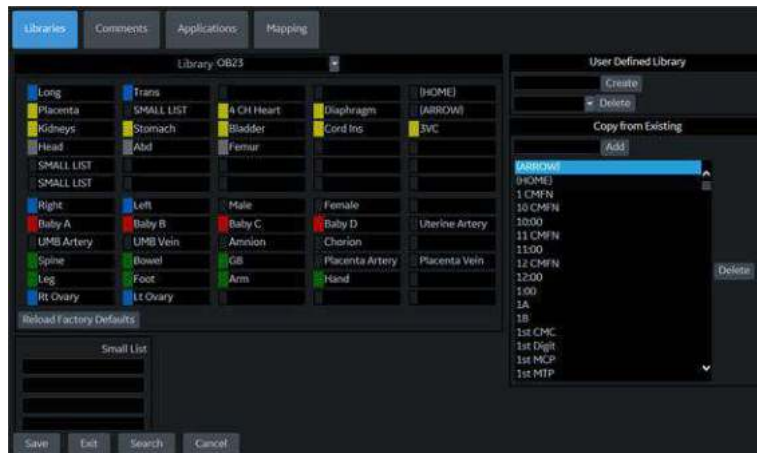 Libraries Comments Applications Mapping
Library OB23
Long Trans (HOME)
Placenta SMALL LIST 4 CH Heart Diaphragm (ARROW)
Kidneys Stomach Bladder Cord Ins 3VC
Head Abd Femur
SMALL LIST
SMALL LIST
Right Left Male Female
Baby A Baby B Baby C Baby D Uterine Artery
UMB Artery UMB Vein Amnion Chorion
Spine Bowel GB Placenta Artery Placenta Vein
Leg Foot Arm Hand
Rt Ovary Lt Ovary
Reload Factory Defaults
Small List
User Defined Library
Create
Delete
Copy from Existing
Add
(ARROW)
(HOME)
1 CMFN
10 CMFN
10:00
11 CMFN
11:00
12 CMFN
12:00
1:00
1A
1B
1st CMC
1st Digit
1st MCP
1st MTP
Delete
Save Exit Search Cancel